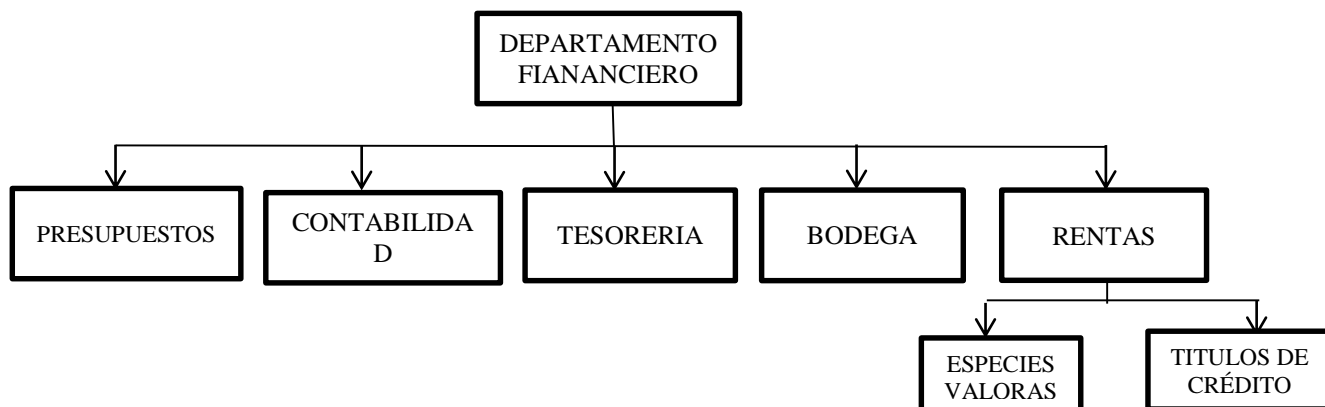 DEPARTAMENTO
FIANANCIERO
PRESUPUESTOS
CONTABILIDA
D
TESORERIA
BODEGA
RENTAS
ESPECIES
VALORAS
TITULOS DE
CRÉDITO